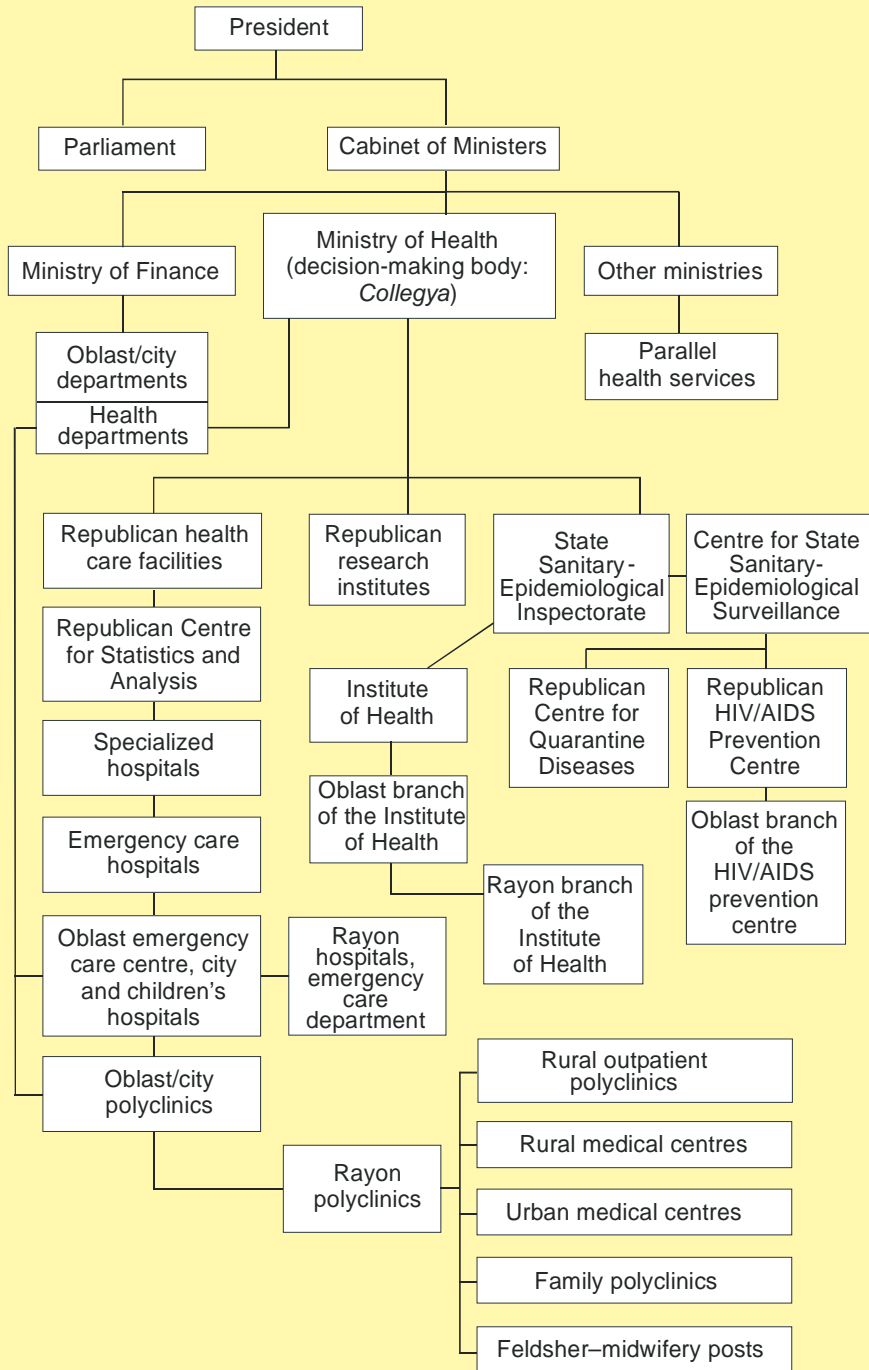 President
Parliament
Cabinet of Ministers
Ministry of Finance
Ministry of Health
(decision-making body:
Collegya)
Other ministries
Oblast/city
departments
Health
departments
Parallel
health services
Republican health
care facilities
Republican
research
institutes
State
Sanitary-
Epidemiological
Inspectorate
Centre for State
Sanitary-
Epidemiological
Surveillance
Republican Centre
for Statistics and
Analysis
Institute
of Health
Republican
Centre for
Quarantine
Diseases
Republican
HIV/AIDS
Prevention
Centre
Specialized
hospitals
Oblast branch
of the Institute
of Health
Oblast branch
of the
HIV/AIDS
prevention
centre
Emergency care
hospitals
Rayon branch
of the
Institute
of Health
Oblast emergency
care centre, city
and children's
hospitals
Rayon
hospitals,
emergency
care
department
Oblast/city
polyclinics
Rayon
polyclinics
Rural outpatient
polyclinics
Rural medical centres
Urban medical centres
Family polyclinics
Feldsher–midwifery posts